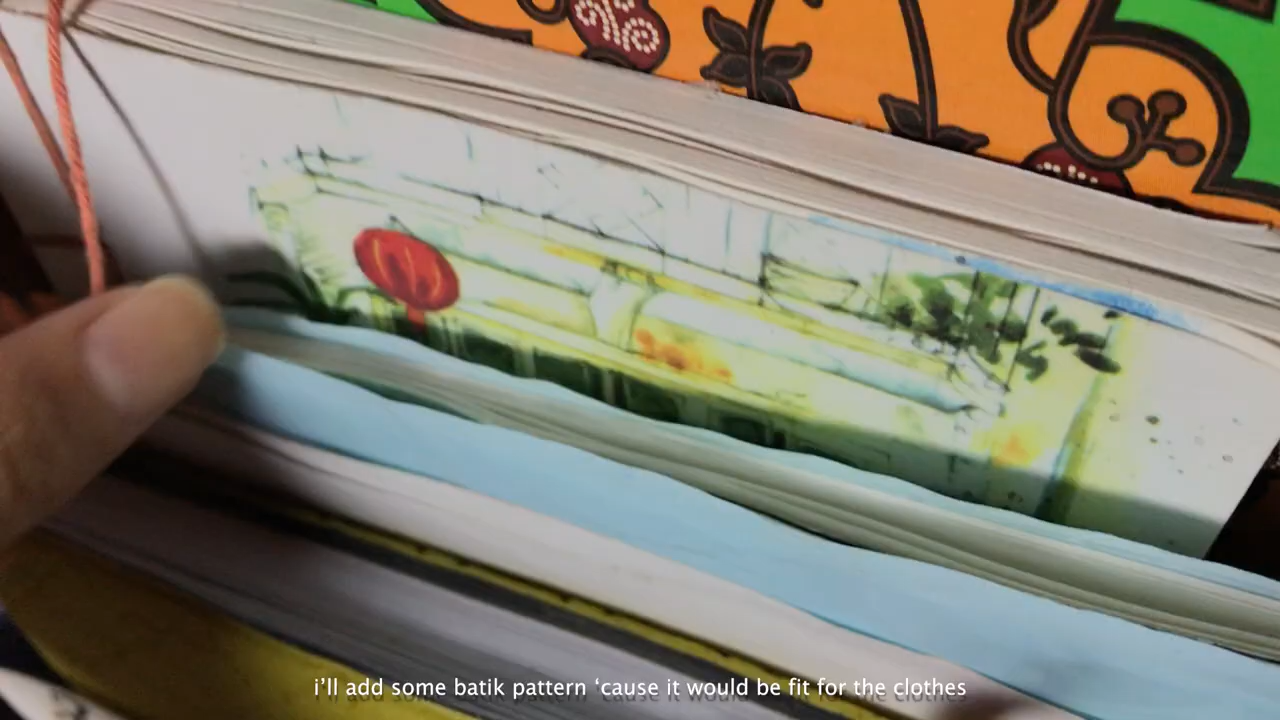 i'll add some batik pattern ‘cause it would be fit for the clothes